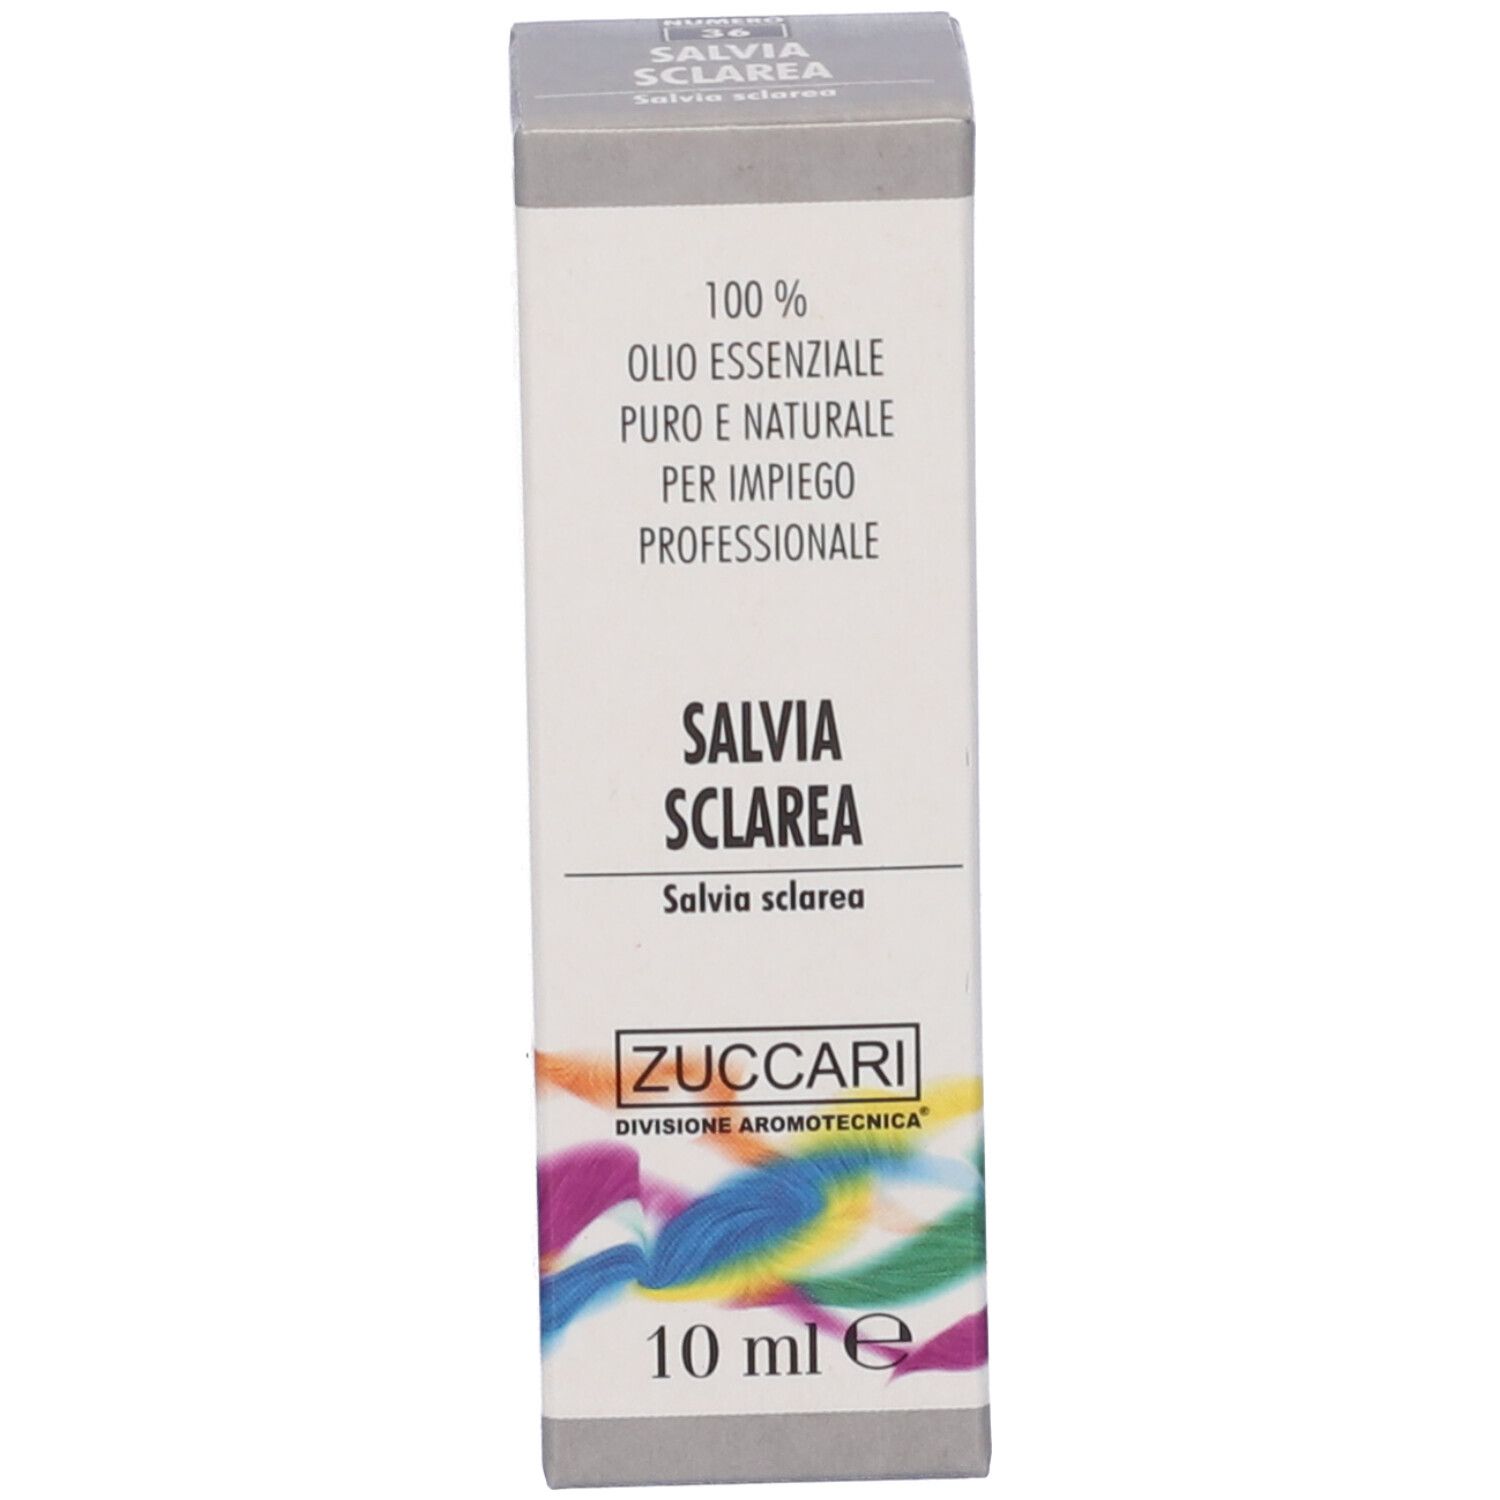 NUMERO
36
SALVIA
SCLAREA
Salvia sclarea
100 %
OLIO ESSENZIALE
PURO E NATURALE
PER IMPIEGO
PROFESSIONALE
SALVIA
SCLAREA
Salvia sclarea
ZUCCARI
DIVISIONE AROMOTECNICA®
10 ml ℮